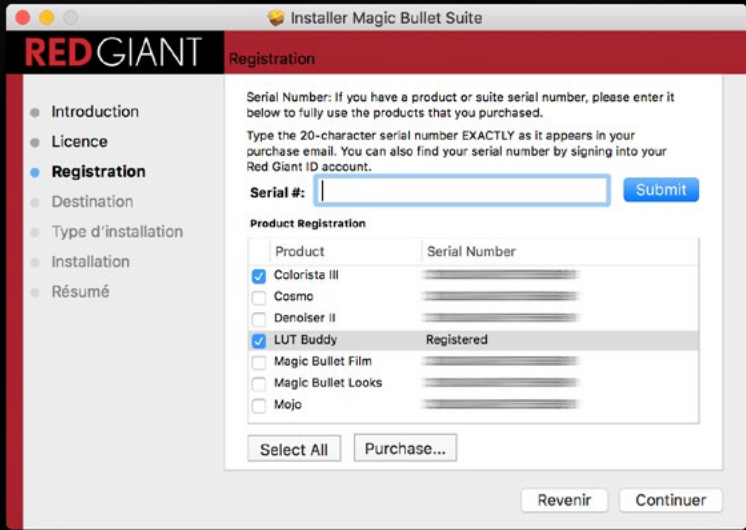 Installer Magic Bullet Suite
REDGIANT
Registration
Introduction
Licence
Registration
Destination
Type d'installation
Installation
Résumé
Serial Number: If you have a product or suite serial number, please enter it
below to fully use the products that you purchased.
Type the 20-character serial number EXACTLY as it appears in your
purchase email. You can also find your serial number by signing into your
Red Giant ID account.
Serial #:
Submit
Product Registration
Product Serial Number
Colorista III
Cosmo
Denoiser II
LUT Buddy Registered
Magic Bullet Film
Magic Bullet Looks
Mojo
Select All Purchase...
Revenir Continuer